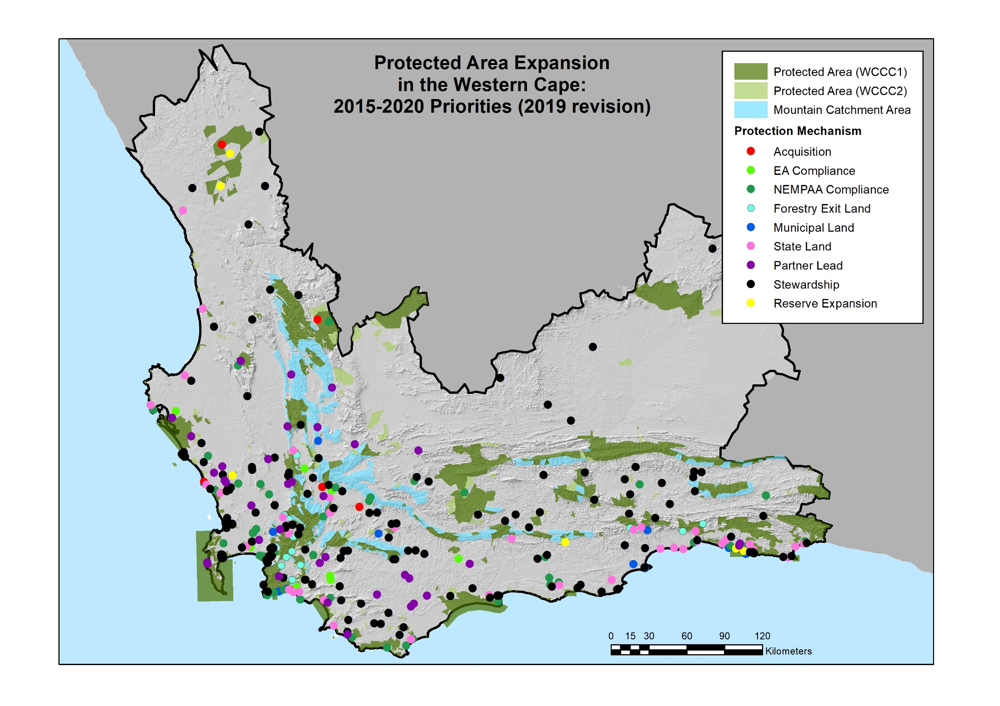 Protected Area Expansion
in the Western Cape:
2015-2020 Priorities (2019 revision)
Protected Area (WCCC1)
Protected Area (WCCC2)
Mountain Catchment Area
Protection Mechanism
Acquisition
EA Compliance
NEMPAA Compliance
Forestry Exit Land
Municipal Land
State Land
Partner Lead
Stewardship
Reserve Expansion
0 15 30 60 90 120
Kilometers